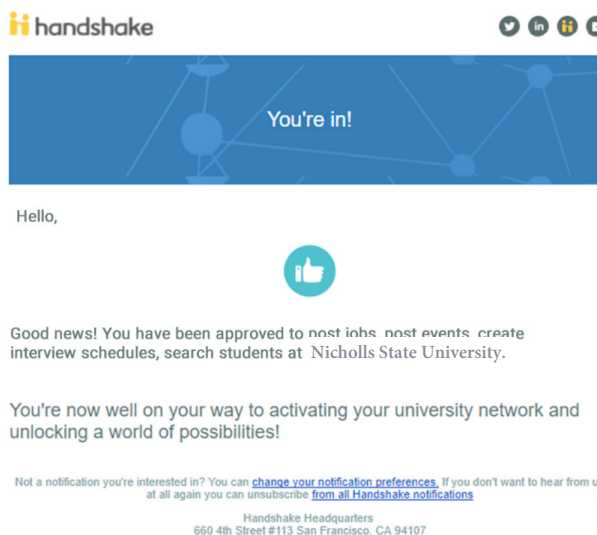 handshake
You're in!
Hello,
Good news! You have been approved to post jobs, post events, create
interview schedules, search students at Nicholls State University.
You're now well on your way to activating your university network and
unlocking a world of possibilities!
Not a notification you're interested in? You can change your notification preferences. If you don't want to hear from
at all again you can unsubscribe from all Handshake notifications
Handshake Headquarters
660 4th Street #113 San Francisco, CA 94107